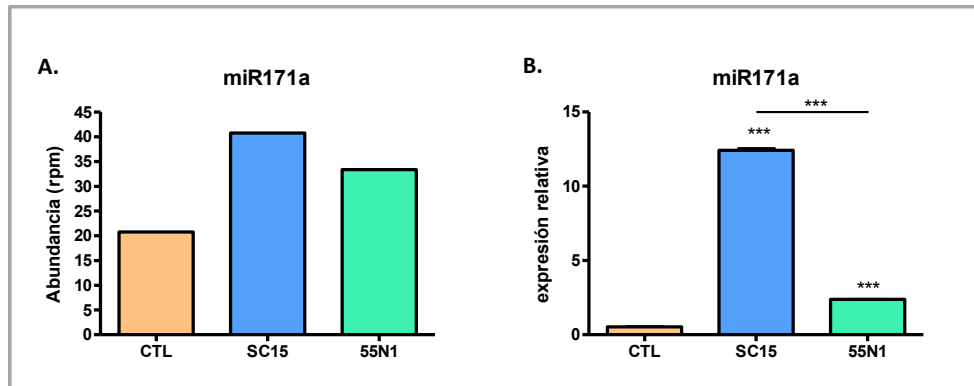 A.
miR171a
Abundancia (rpm)
45
40
35
30
25
20
15
10
5
0
CTL
SC15
55N1
B.
miR171a
expresión relativa
15
10
5
0
***
***
***
CTL
SC15
55N1